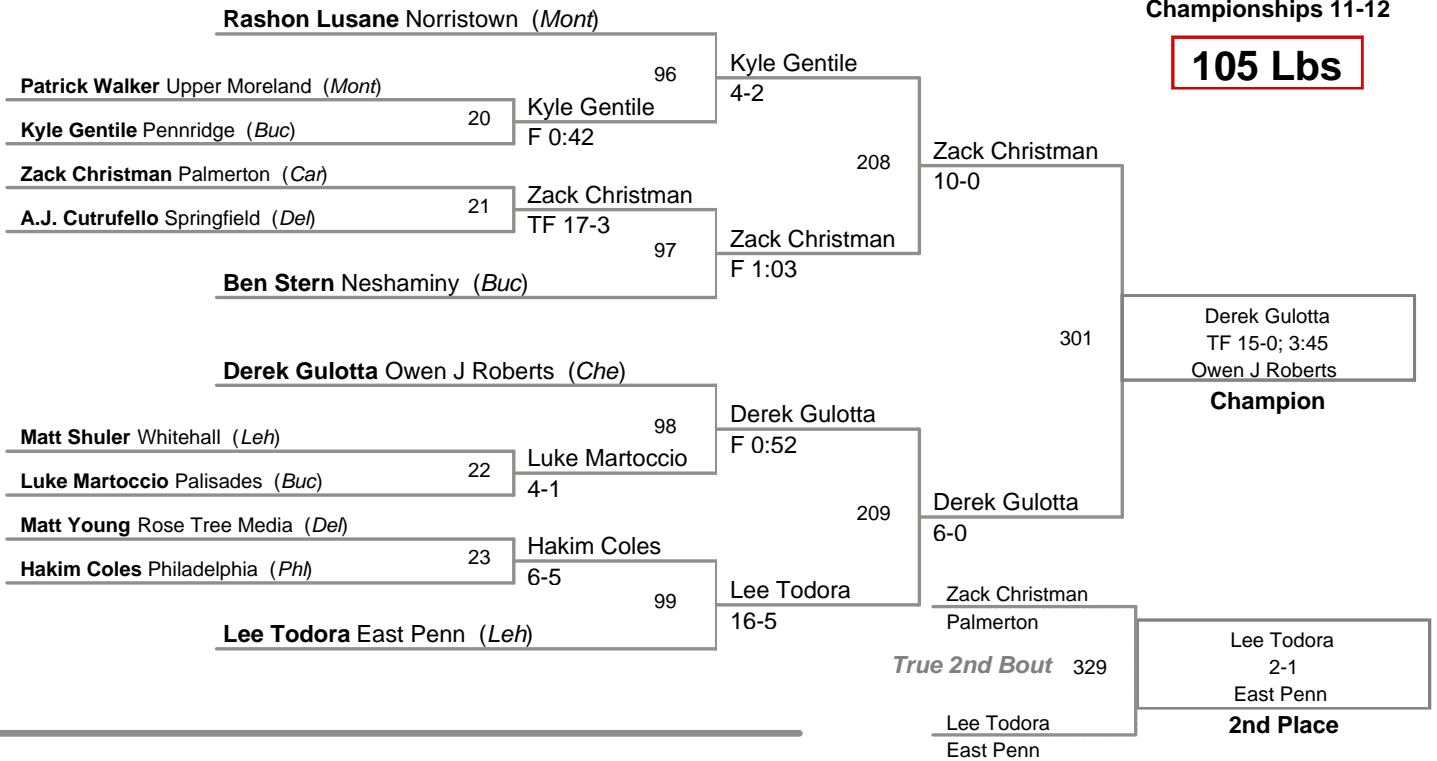 Championships 11-12
105 Lbs
Rashon Lusane Norristown (Mont)
96
Kyle Gentile
4-2
Patrick Walker Upper Moreland (Mont)
20
Kyle Gentile
F 0:42
Kyle Gentile Pennridge (Buc)
208
Zack Christman
10-0
Zack Christman Palmerton (Car)
21
Zack Christman
TF 17-3
A.J. Cutrufello Springfield (Del)
97
Zack Christman
F 1:03
Ben Stern Neshaminy (Buc)
301
Derek Gulotta
TF 15-0; 3:45
Owen J Roberts
Champion
Derek Gulotta Owen J Roberts (Che)
98
Derek Gulotta
F 0:52
Matt Shuler Whitehall (Leh)
22
Luke Martoccio
4-1
Luke Martoccio Palisades (Buc)
209
Derek Gulotta
6-0
Matt Young Rose Tree Media (Del)
23
Hakim Coles
6-5
Hakim Coles Philadelphia (Phl)
99
Lee Todora
16-5
Lee Todora East Penn (Leh)
Zack Christman
Palmerton
True 2nd Bout 329
Lee Todora
East Penn
Lee Todora
2-1
East Penn
2nd Place